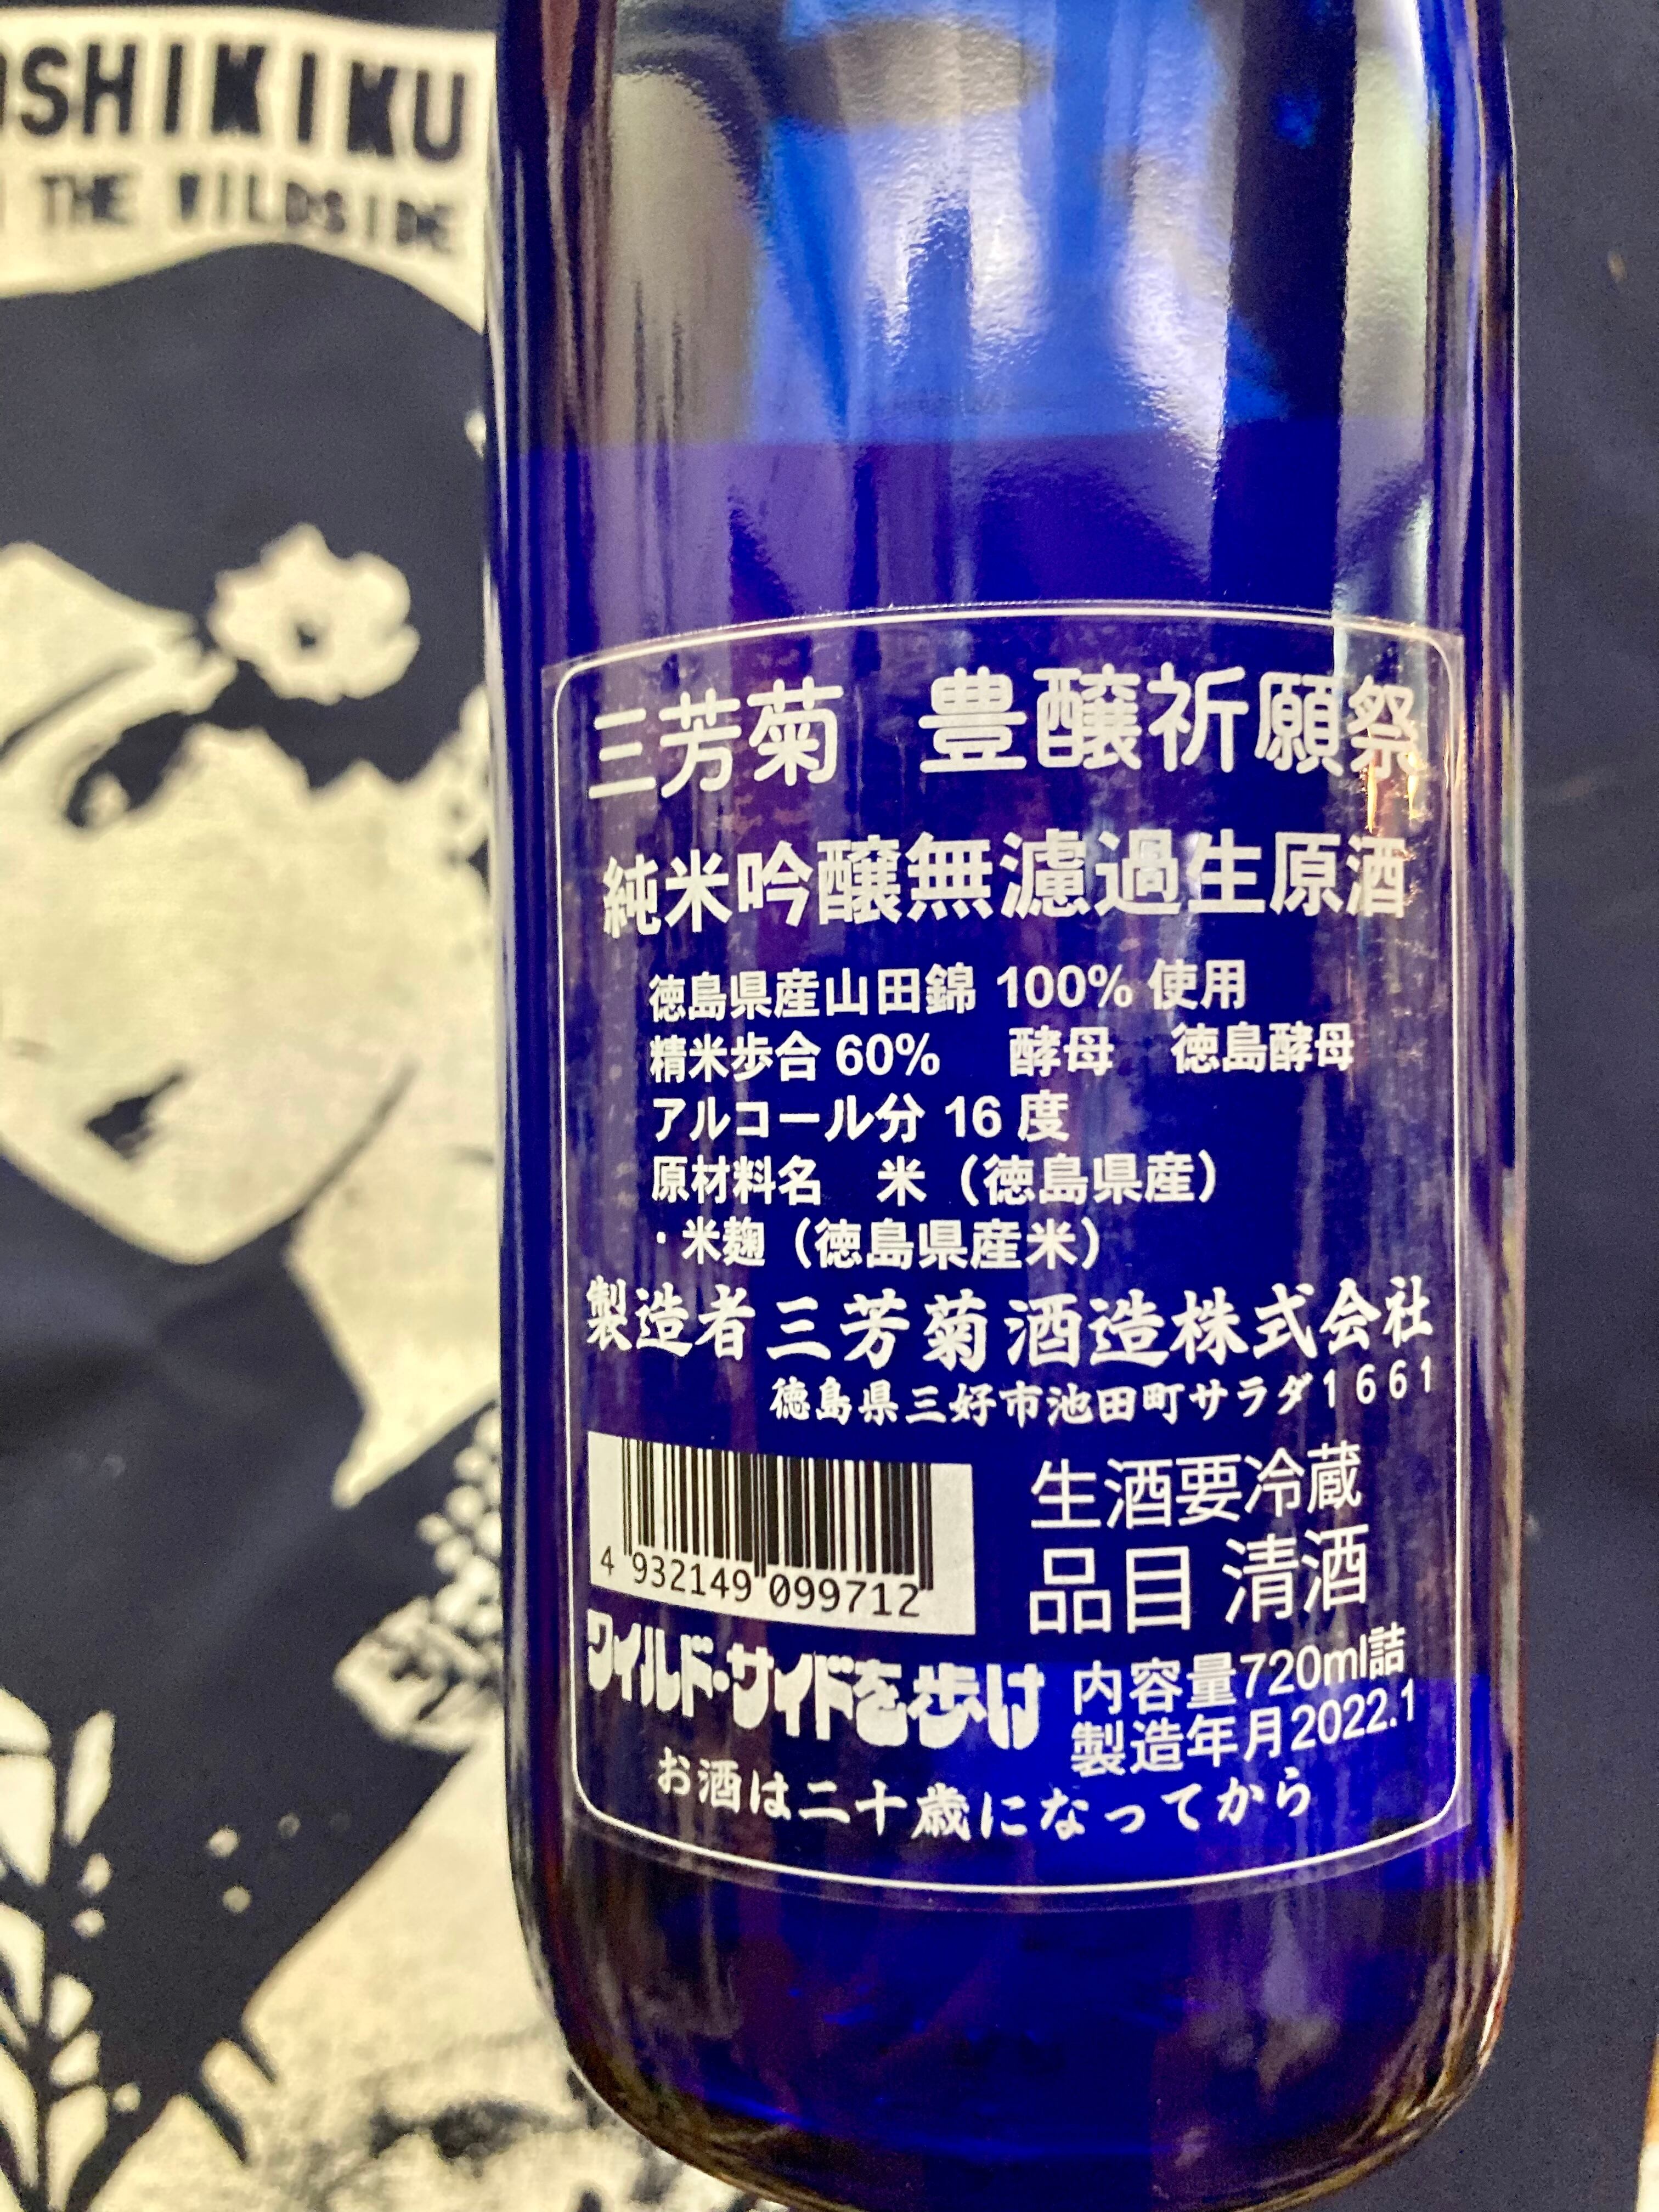 SHIKIKU
THE WILDSIDE
三芳菊 豊醸祈願祭
純米吟醸無濾過生原酒
徳島県産山田錦 100% 使用
精米歩合 60% 酵母 徳島酵母
アルコール分 16 度
原材料名 米（徳島県産）
・米麹（徳島県産米）
製造者 三芳菊酒造株式会社
徳島県三好市池田町サラダ1661
生酒要冷蔵
品目 清酒
4 932149 099712
ワイルド・サイドを歩け
内容量720ml詰
製造年月2022.1
お酒は二十歳になってから